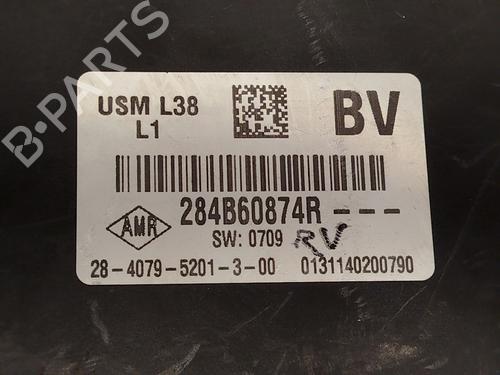 USM L38
L1
BV
284B60874R---
AMR
SW: 0709
RV
28-4079-5201-3-00
0131140200790
B-PARTS